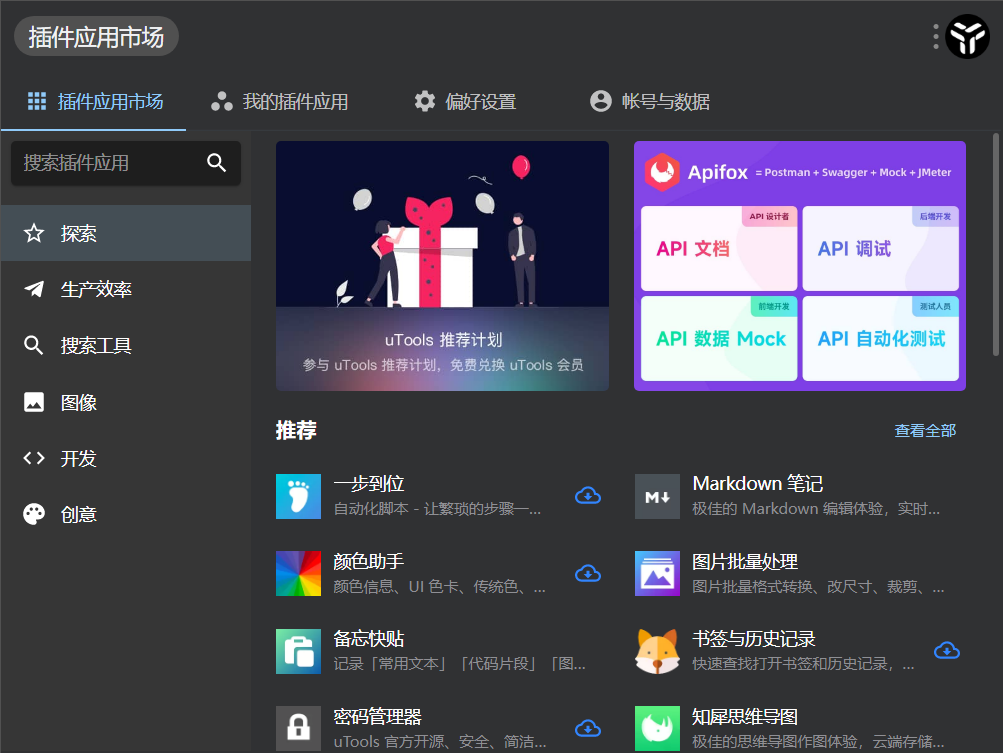 插件应用市场
插件应用市场
我的插件应用
偏好设置
帐号与数据
搜索插件应用
探索
生产效率
搜索工具
图像
开发
创意
uTools 推荐计划
参与 uTools 推荐计划，免费兑换 uTools 会员
Apifox = Postman + Swagger + Mock + JMeter
API 设计者
API 文档
后端开发
API 调试
前端开发
API 数据 Mock
测试人员
API 自动化测试
推荐
查看全部
一步到位
自动化脚本 - 让繁琐的步骤一...
Markdown 笔记
极佳的 Markdown 编辑体验，实时...
颜色助手
颜色信息、UI 色卡、传统色、...
图片批量处理
图片批量格式转换、改尺寸、裁剪、...
备忘快贴
记录「常用文本」「代码片段」「图...
书签与历史记录
快速查找打开书签和历史记录，...
密码管理器
uTools 官方开源、安全、简洁...
知犀思维导图
极佳的思维导图作图体验，云端存储...